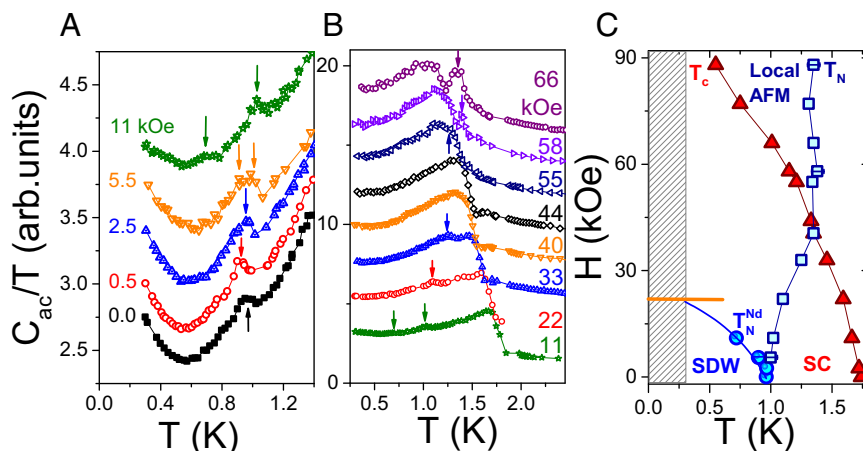 A
C_ac/T (arb.units)
4.5
4.0
3.5
3.0
2.5
11 kOe
5.5
2.5
0.5
0.0
0.0 0.4 0.8 1.2
T (K)
B
20
10
0
66
kOe
58
55
44
40
33
22
11
0.5 1.0 1.5 2.0
T (K)
C
H (kOe)
90
60
30
0
T_c
Local
AFM
T_N
T_N^Nd
SDW
SC
0.0 0.5 1.0 1.5
T (K)